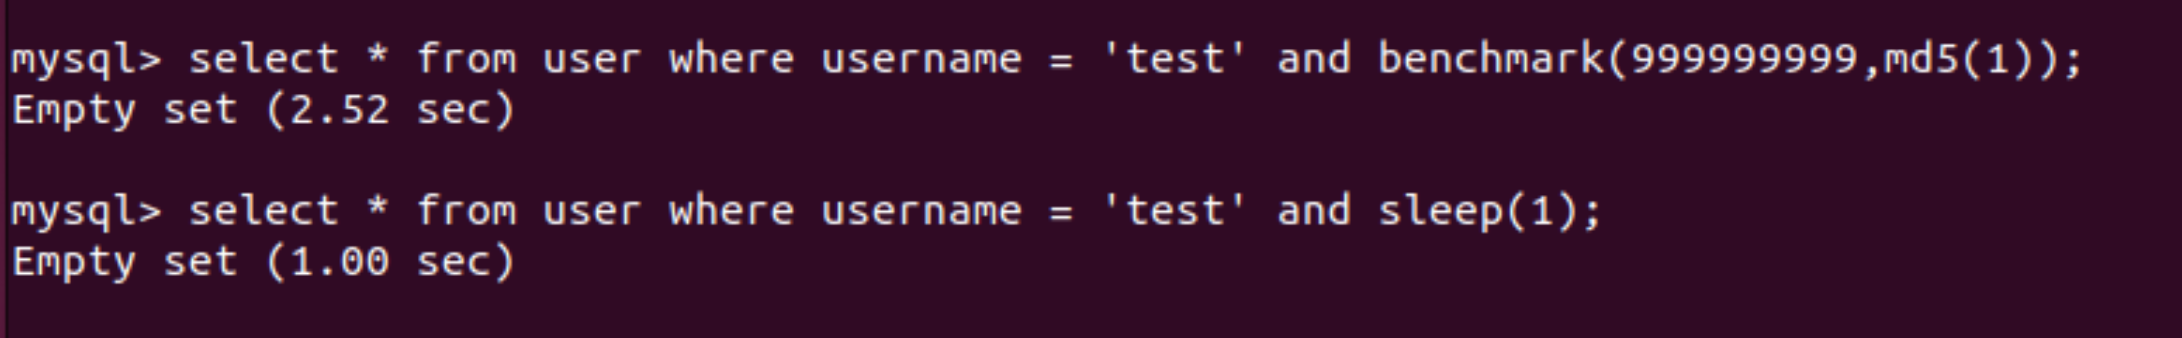 mysql> select * from user where username = 'test' and benchmark(999999999,md5(1));
Empty set (2.52 sec)
mysql> select * from user where username = 'test' and sleep(1);
Empty set (1.00 sec)